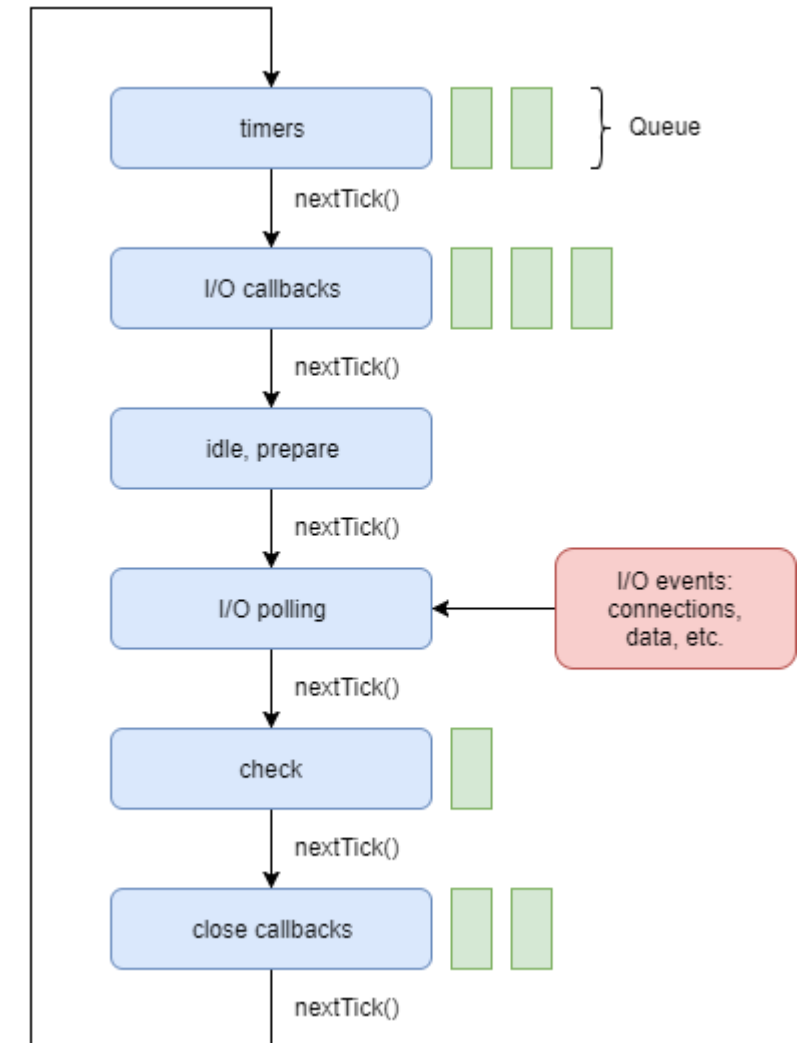 timers
Queue
nextTick()
I/O callbacks
nextTick()
idle, prepare
nextTick()
I/O polling
I/O events:
connections,
data, etc.
nextTick()
check
nextTick()
close callbacks
nextTick()